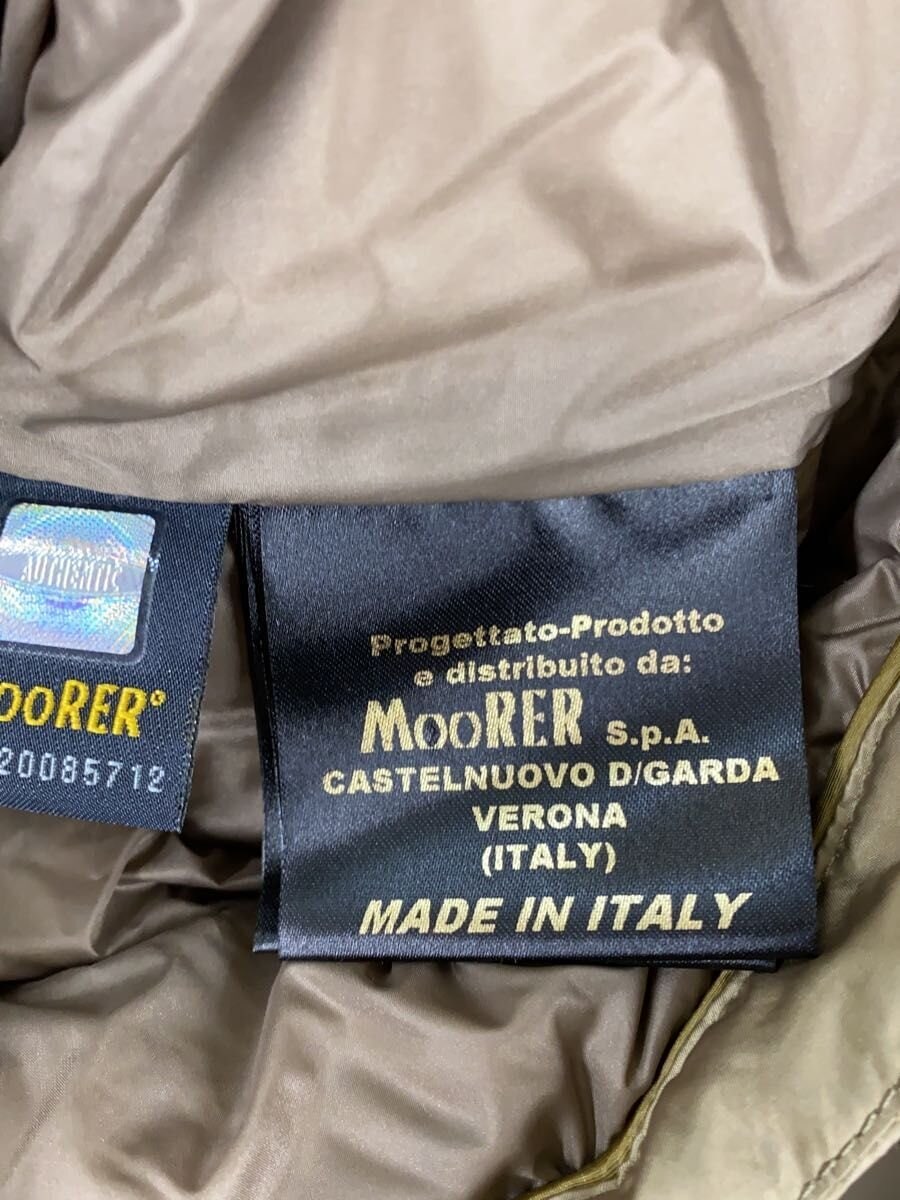 AUTHENTIC
OORER°
20085712
Progettato-Prodotto
e distribuito da:
MOORER S.p.A.
CASTELNUOVO D/GARDA
VERONA
(ITALY)
MADE IN ITALY